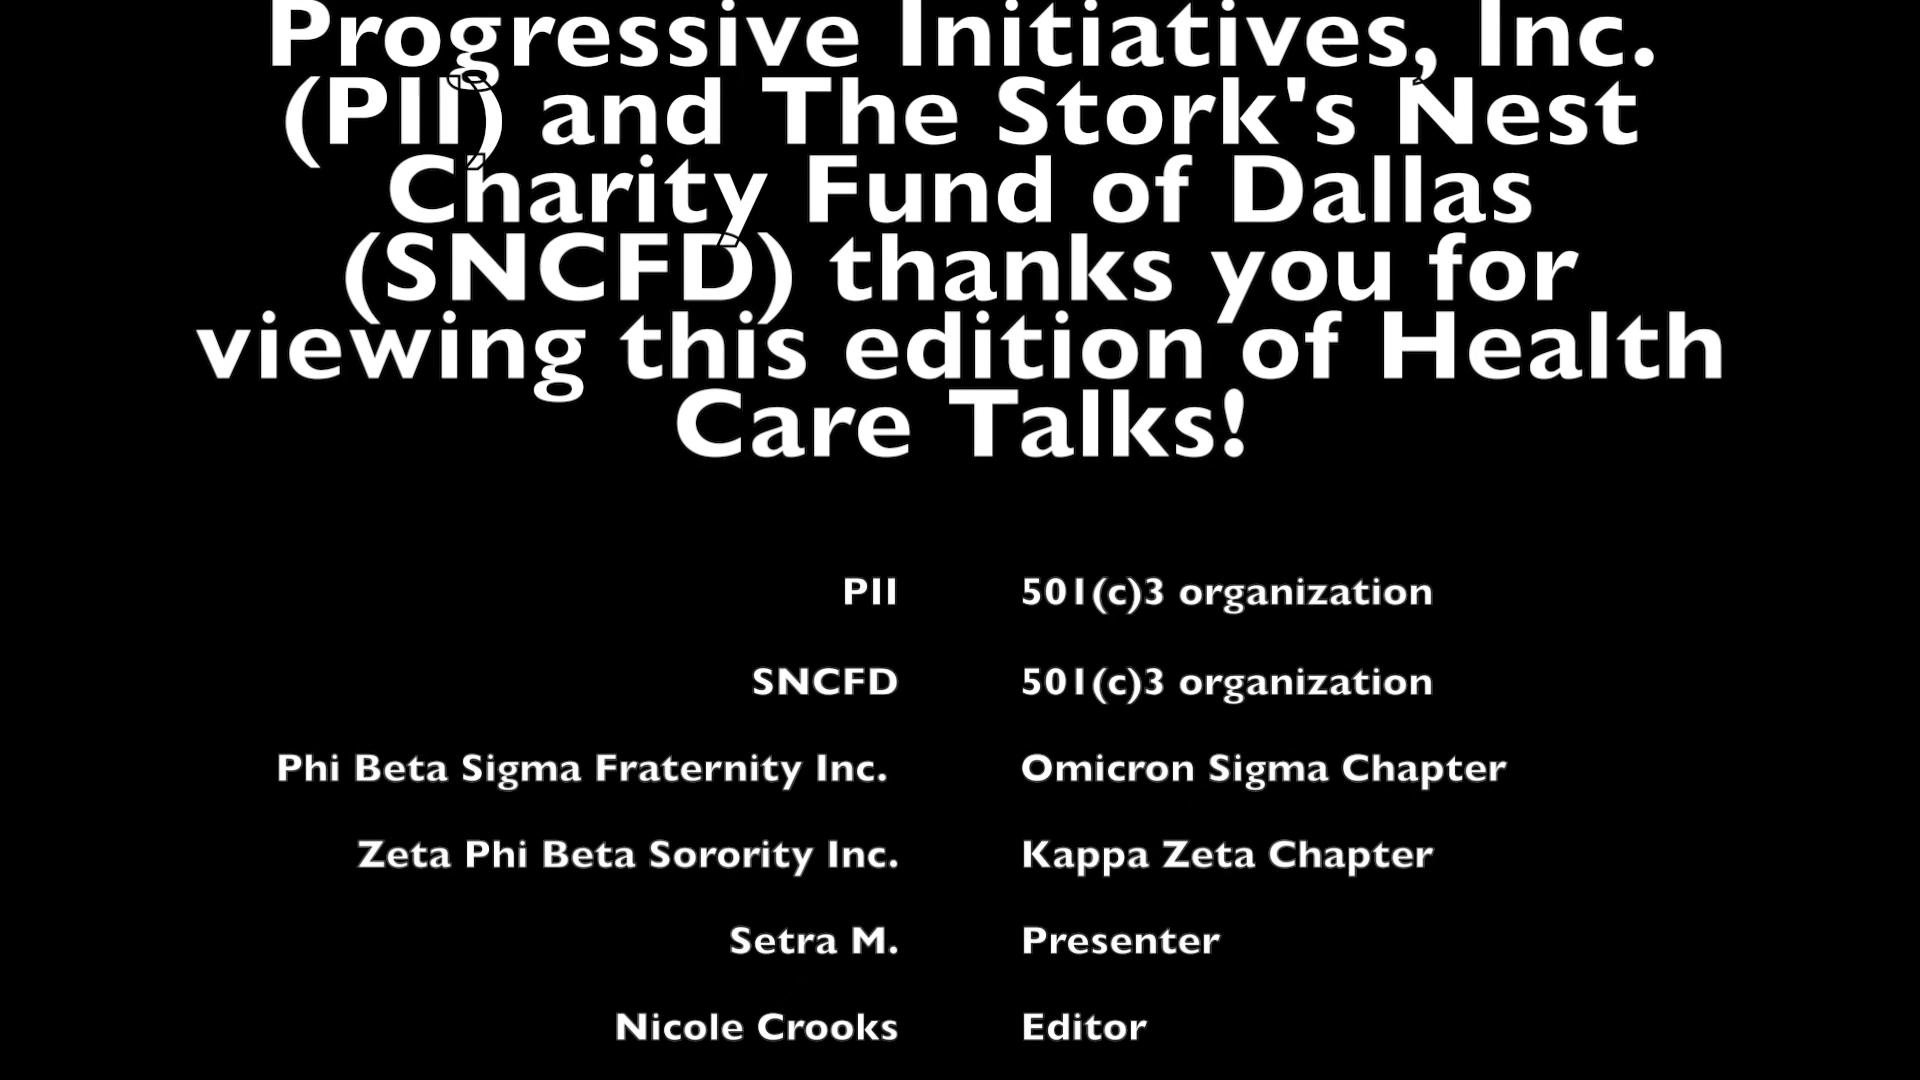 Progressive Initiatives, Inc.
(PII) and The Stork's Nest
Charity Fund of Dallas
(SNCFD) thanks you for
viewing this edition of Health
Care Talks!
PII 501(c)3 organization
SNCFD 501(c)3 organization
Phi Beta Sigma Fraternity Inc. Omicron Sigma Chapter
Zeta Phi Beta Sorority Inc. Kappa Zeta Chapter
Setra M. Presenter
Nicole Crooks Editor